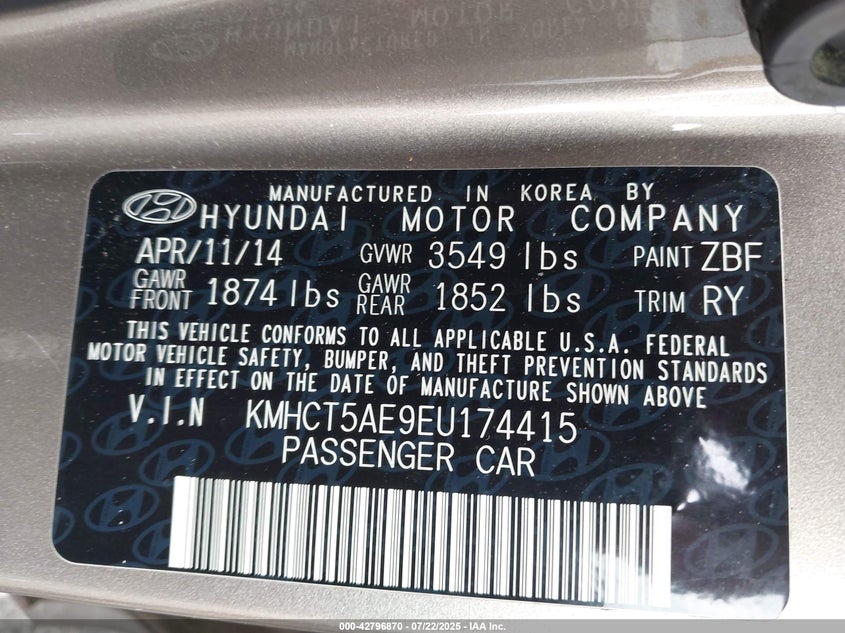 MANUFACTURED IN KOREA BY
HYUNDAI MOTOR COMPANY
APR/11/14 GVWR 3549 lbs PAINT ZBF
GAWR FRONT 1874 lbs GAWR REAR 1852 lbs TRIM RY
THIS VEHICLE CONFORMS TO ALL APPLICABLE U.S.A. FEDERAL
MOTOR VEHICLE SAFETY, BUMPER, AND THEFT PREVENTION STANDARDS
IN EFFECT ON THE DATE OF MANUFACTURE SHOWN ABOVE
V.I.N KMHCT5AE9EU174415
PASSENGER CAR
000-42796870 - 07/22/2025 - IAA Inc.